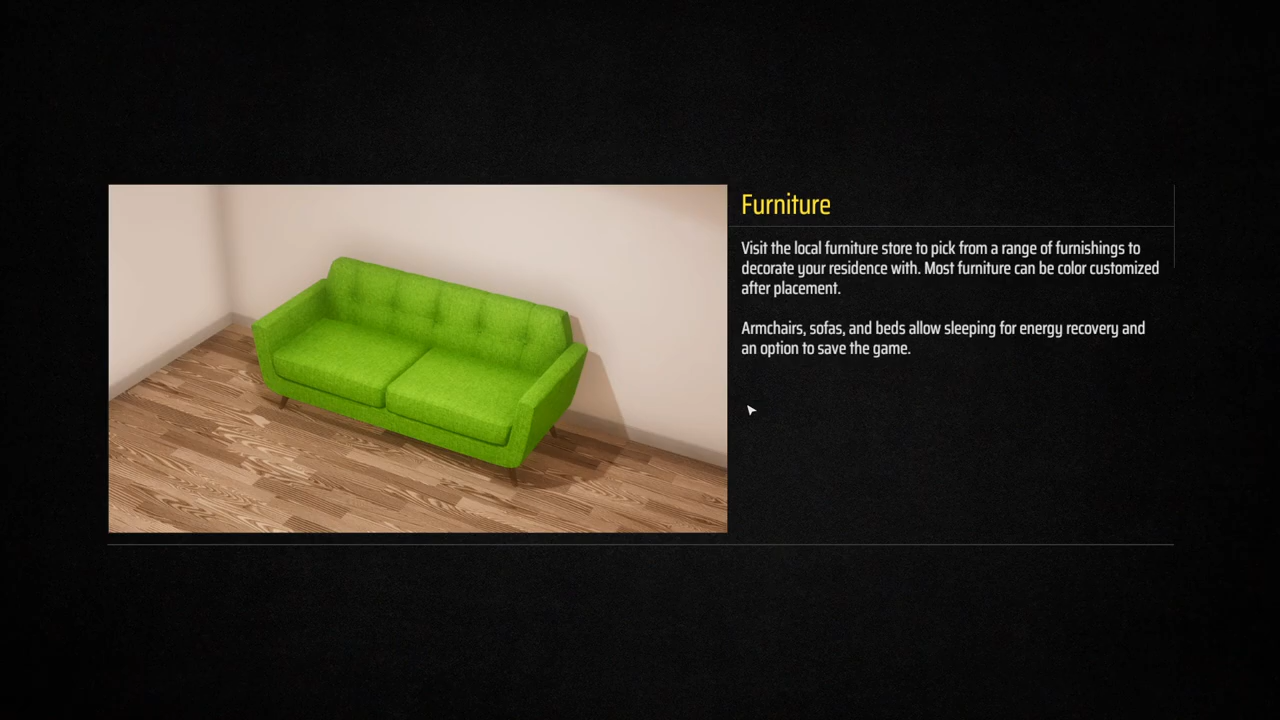 Furniture
Visit the local furniture store to pick from a range of furnishings to
decorate your residence with. Most furniture can be color customized
after placement.
Armchairs, sofas, and beds allow sleeping for energy recovery and
an option to save the game.